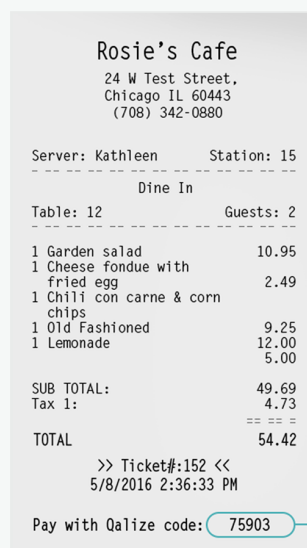 Rosie's Cafe
24 W Test Street,
Chicago IL 60443
(708) 342-0880
Server: Kathleen Station: 15
- -- -- -- -- -- -- -- -- -- -- -- --
Dine In
Table: 12 Guests: 2
- -- -- -- -- -- -- -- -- -- -- -- --
1 Garden salad 10.95
1 Cheese fondue with
fried egg 2.49
1 Chili con carne & corn
chips
1 Old Fashioned 9.25
1 Lemonade 12.00
5.00
SUB TOTAL: 49.69
Tax 1: 4.73
== == =
TOTAL 54.42
>> Ticket#:152 <<
5/8/2016 2:36:33 PM
Pay with Qalize code: 75903